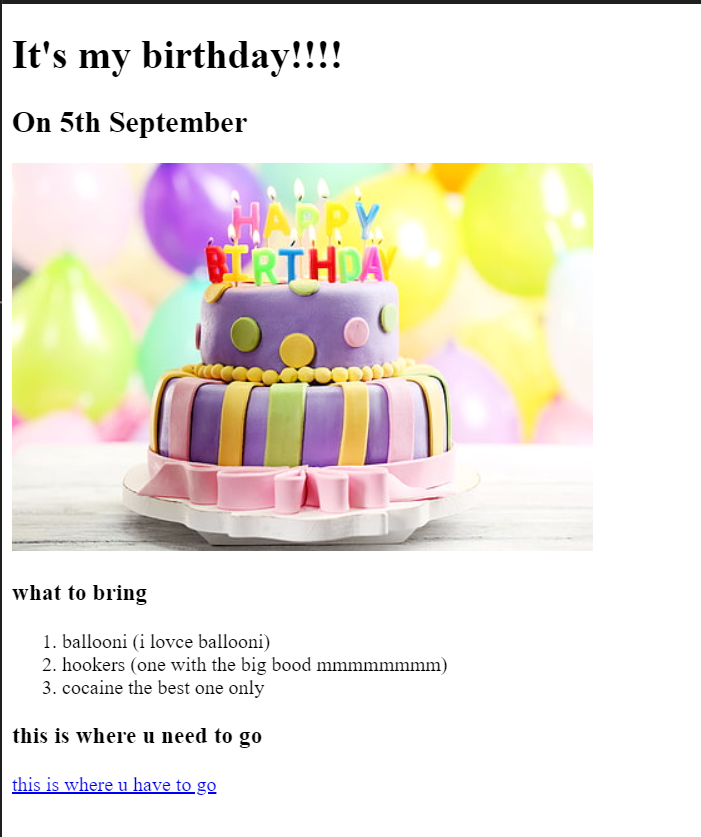 It's my birthday!!!!
On 5th September
HAPPY
BIRTHDAY
what to bring
1. ballooni (i lovce ballooni)
2. hookers (one with the big bood mmmmmmmm)
3. cocaine the best one only
this is where u need to go
this is where u have to go